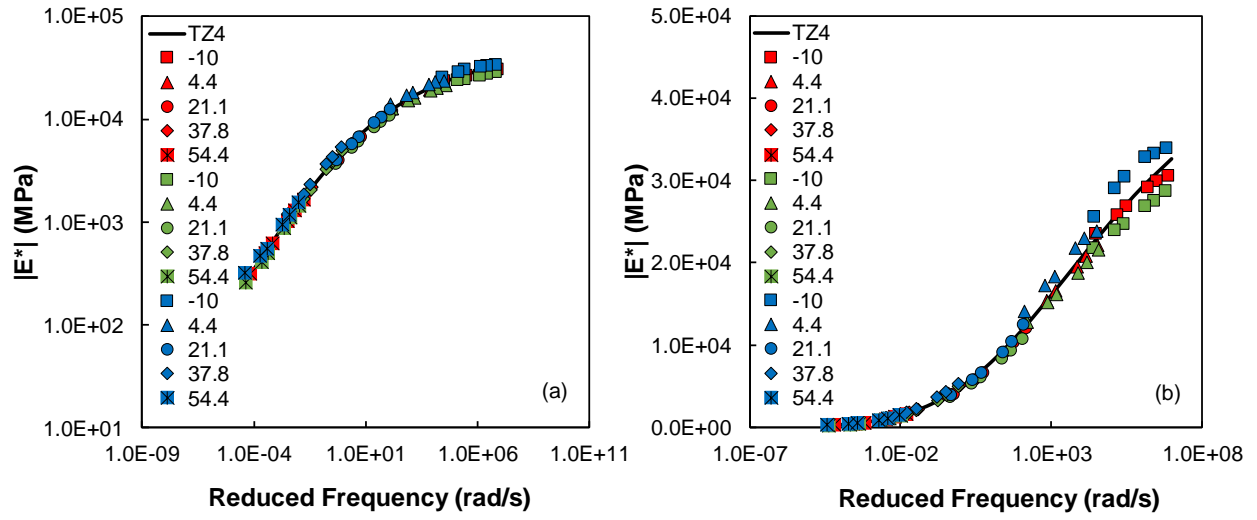 1.0E+05
1.0E+04
1.0E+03
1.0E+02
1.0E+01
|E*| (MPa)
TZ4
-10
4.4
21.1
37.8
54.4
-10
4.4
21.1
37.8
54.4
-10
4.4
21.1
37.8
54.4
(a)
1.0E-09
1.0E-04
1.0E+01
1.0E+06
1.0E+11
Reduced Frequency (rad/s)
5.0E+04
4.0E+04
3.0E+04
2.0E+04
1.0E+04
0.0E+00
|E*| (MPa)
TZ4
-10
4.4
21.1
37.8
54.4
-10
4.4
21.1
37.8
54.4
-10
4.4
21.1
37.8
54.4
(b)
1.0E-07
1.0E-02
1.0E+03
1.0E+08
Reduced Frequency (rad/s)